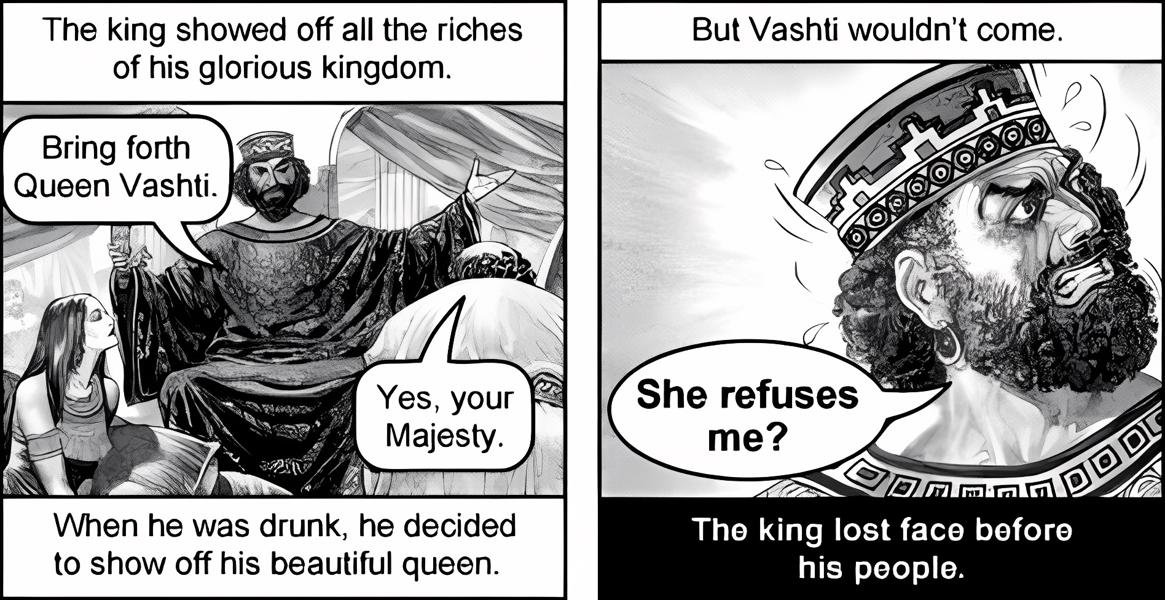 The king showed off all the riches
of his glorious kingdom.
Bring forth
Queen Vashti.
Yes, your
Majesty.
When he was drunk, he decided
to show off his beautiful queen.
But Vashti wouldn't come.
She refuses
me?
The king lost face before
his people.